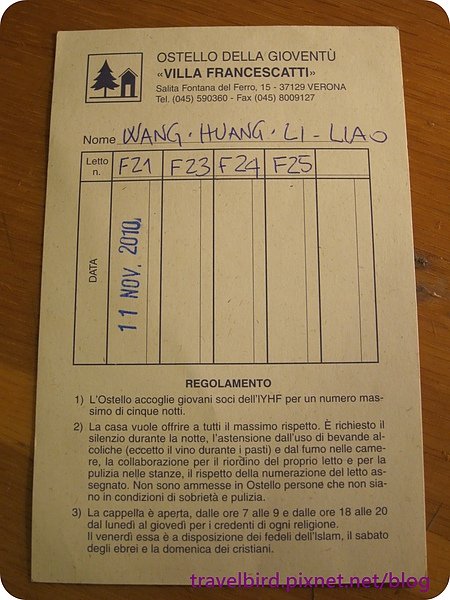 OSTELLO DELLA GIOVENTÙ
«VILLA FRANCESCATTI»
Salita Fontana del Ferro, 15 - 37129 VERONA
Tel. (045) 590360 - Fax (045) 8009127
Nome WANG · HUANG · LI - LIAO
Letto n. F21 F23 F24 F25
DATA 11 NOV. 2010
REGOLAMENTO
1) L'Ostello accoglie giovani soci dell'IYHF per un numero mas-
simo di cinque notti.
2) La casa vuole offrire a tutti il massimo rispetto. È richiesto il
silenzio durante la notte, l'astensione dall'uso di bevande al-
coliche (eccetto il vino durante i pasti) e dal fumo nelle came-
re, la collaborazione per il riordino del proprio letto e per la
pulizia nelle stanze, il rispetto della numerazione del letto as-
segnato. Non sono ammesse in Ostello persone che non sia-
no in condizioni di sobrietà e pulizia.
3) La cappella è aperta, dalle ore 7 alle 9 e dalle ore 18 alle 20
dal lunedì al giovedì per i credenti di ogni religione.
Il venerdì essa è a disposizione dei fedeli dell'Islam, il sabato
degli ebrei e la domenica dei cristiani.
travelbird.pixnet.net/blog